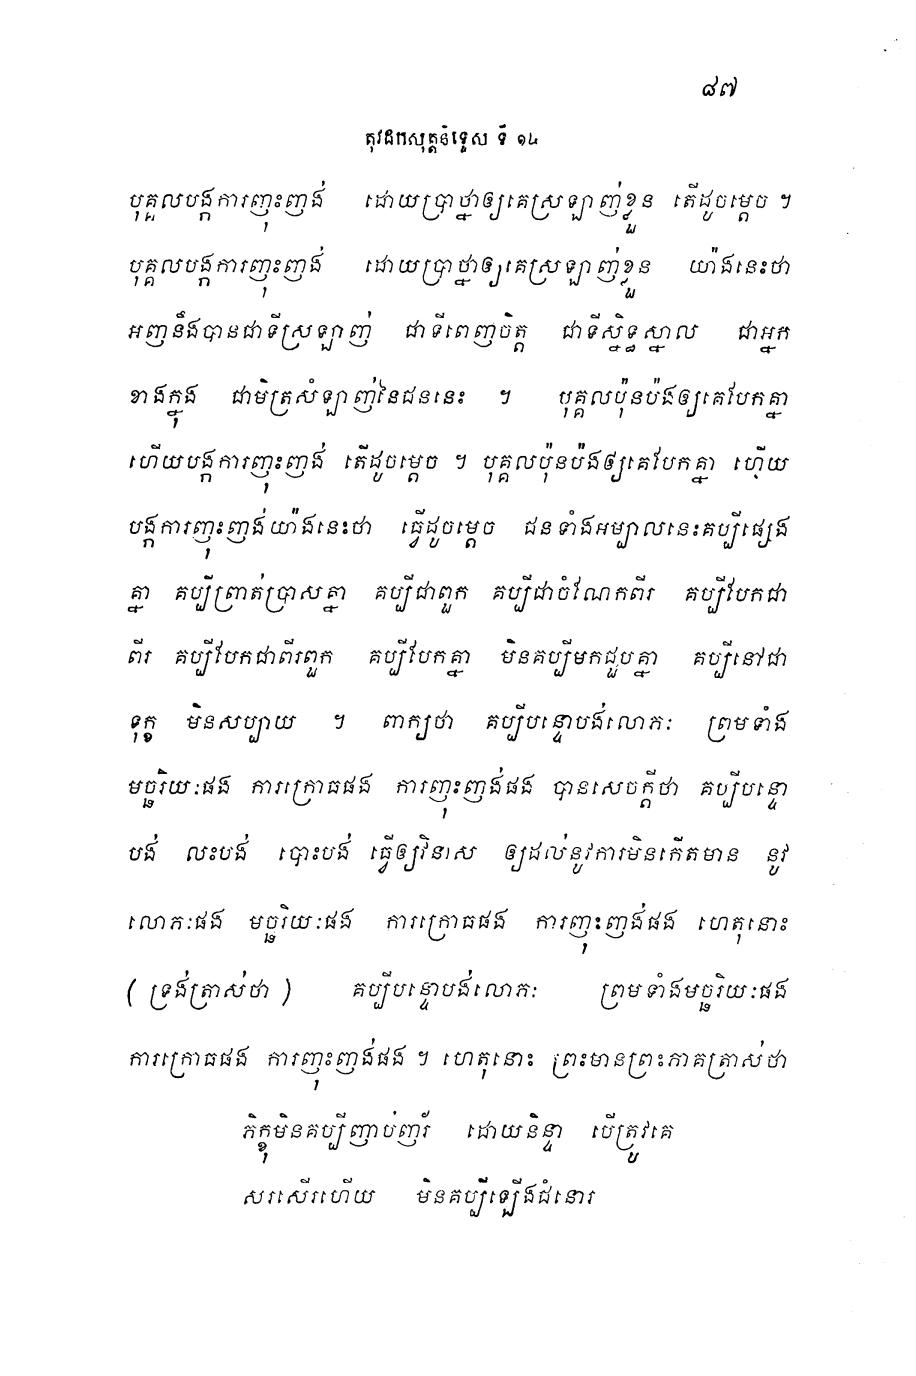 ៨៧
តុវដកសុត្តនិទ្ទេស ទី ១៤
បុគ្គលបង្កការញុះញង់ ដោយប្រាថ្នាឲ្យគេស្រឡាញ់ខ្លួន តើដូចម្តេច ។
បុគ្គលបង្កការញុះញង់ ដោយប្រាថ្នាឲ្យគេស្រឡាញ់ខ្លួន យ៉ាងនេះថា
អញនឹងបានជាទីស្រឡាញ់ ជាទីពេញចិត្ត ជាទីស្និទ្ធស្នាល ជាអ្នក
ខាងក្នុង ជាមិត្រសំឡាញ់នៃជននេះ ។ បុគ្គលប៉ុនប៉ងឲ្យគេបែកគ្នា
ហើយបង្កការញុះញង់ តើដូចម្តេច ។ បុគ្គលប៉ុនប៉ងឲ្យគេបែកគ្នា ហើយ
បង្កការញុះញង់យ៉ាងនេះថា ធ្វើដូចម្តេច ជនទាំងអម្បាលនេះគប្បីផ្សេង
គ្នា គប្បីព្រាត់ប្រាសគ្នា គប្បីជាពួក គប្បីជាចំណែកពីរ គប្បីបែកជា
ពីរ គប្បីបែកជាពីរពួក គប្បីបែកគ្នា មិនគប្បីមកជួបគ្នា គប្បីនៅជា
ទុក្ខ មិនសប្បាយ ។ ពាក្យថា គប្បីបន្ទោបង់លោភៈ ព្រមទាំង
មច្ឆរិយៈផង ការក្រោធផង ការញុះញង់ផង បានសេចក្តីថា គប្បីបន្ទោ
បង់ លះបង់ បោះបង់ ធ្វើឲ្យវិនាស ឲ្យដល់នូវការមិនកើតមាន នូវ
លោភៈផង មច្ឆរិយៈផង ការក្រោធផង ការញុះញង់ផង ហេតុនោះ
( ទ្រង់ត្រាស់ថា ) គប្បីបន្ទោបង់លោភៈ ព្រមទាំងមច្ឆរិយៈផង
ការក្រោធផង ការញុះញង់ផង ។ ហេតុនោះ ព្រះមានព្រះភាគត្រាស់ថា
ភិក្ខុមិនគប្បីញាប់ញ័រ ដោយនិន្ទា បើត្រូវគេ
សរសើរហើយ មិនគប្បីឡើងជំនោរ